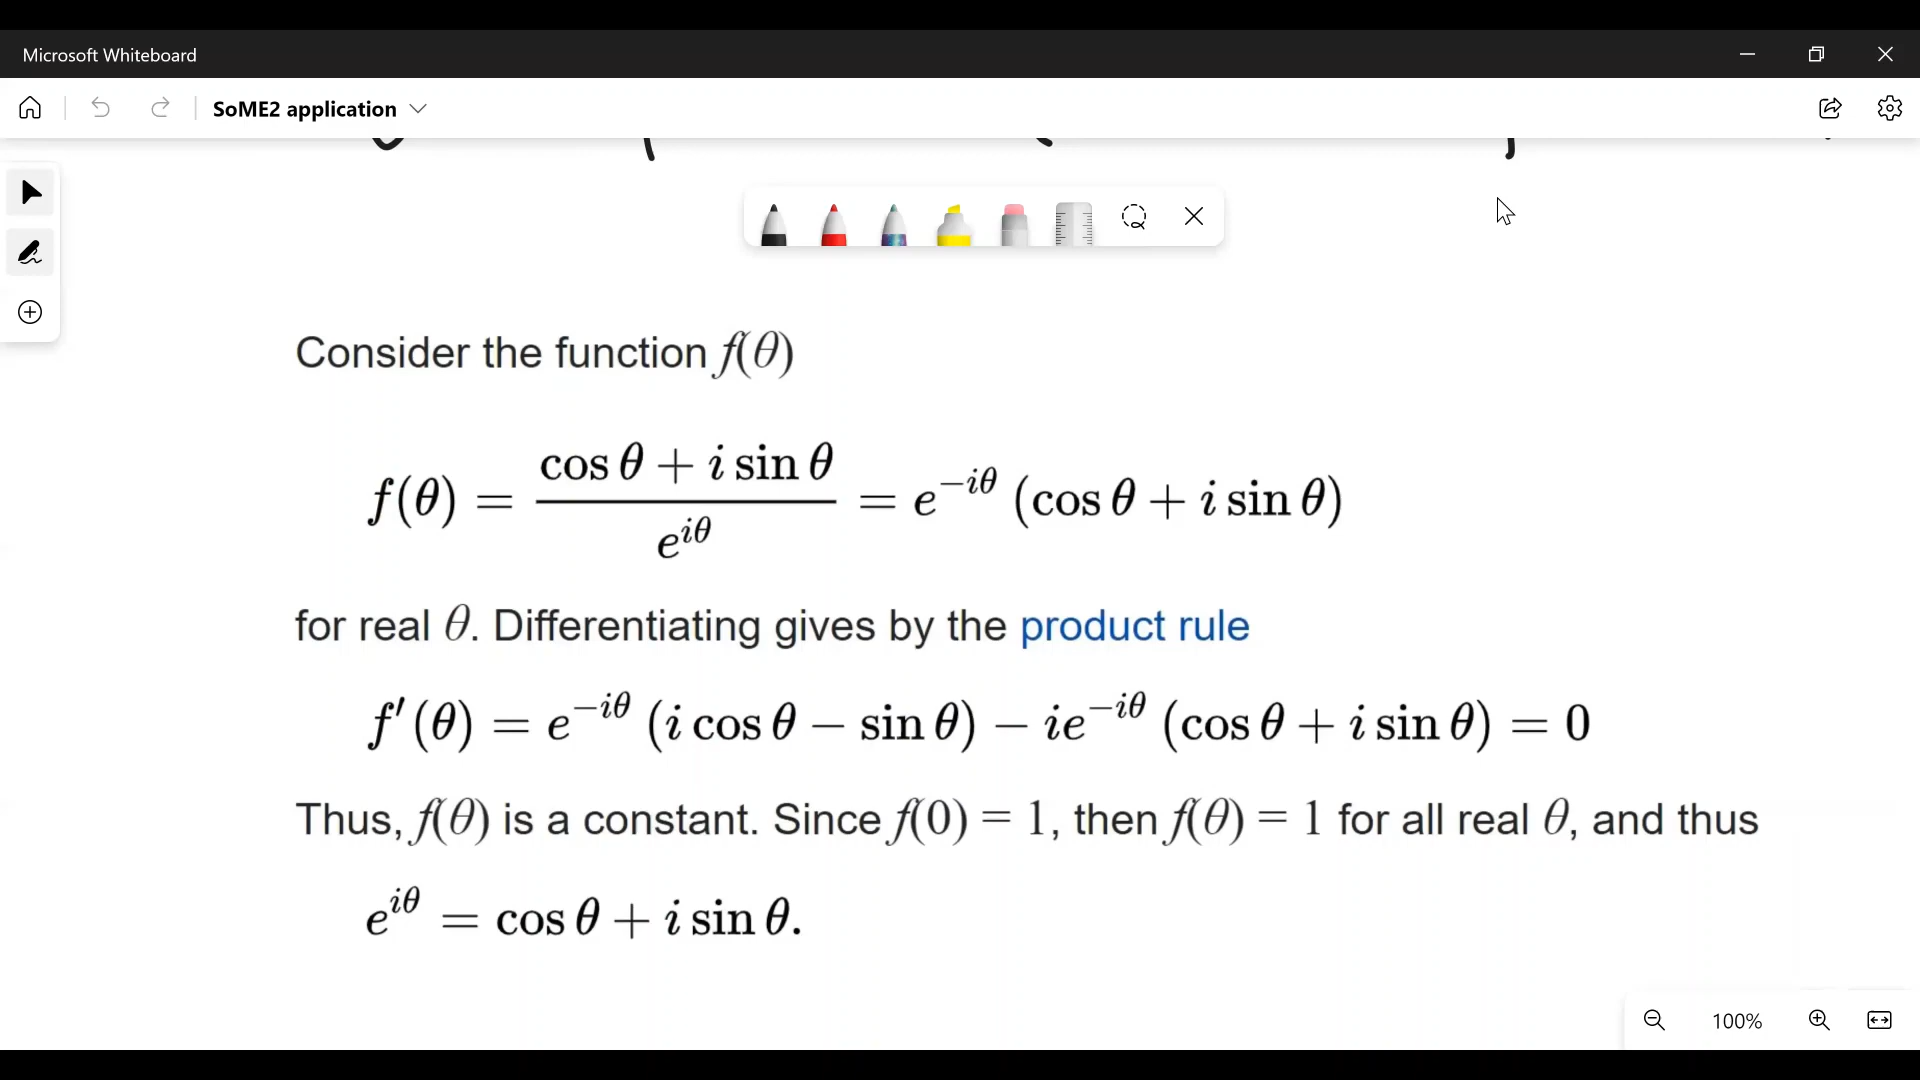 Microsoft Whiteboard
SoME2 application
Consider the function f(θ)
f(θ) = \frac{cos θ + i sin θ}{e^{iθ}} = e^{-iθ} (cos θ + i sin θ)
for real θ. Differentiating gives by the product rule
f′(θ) = e^{-iθ} (i cos θ − sin θ) − ie^{-iθ} (cos θ + i sin θ) = 0
Thus, f(θ) is a constant. Since f(0) = 1, then f(θ) = 1 for all real θ, and thus
e^{iθ} = cos θ + i sin θ.
100%